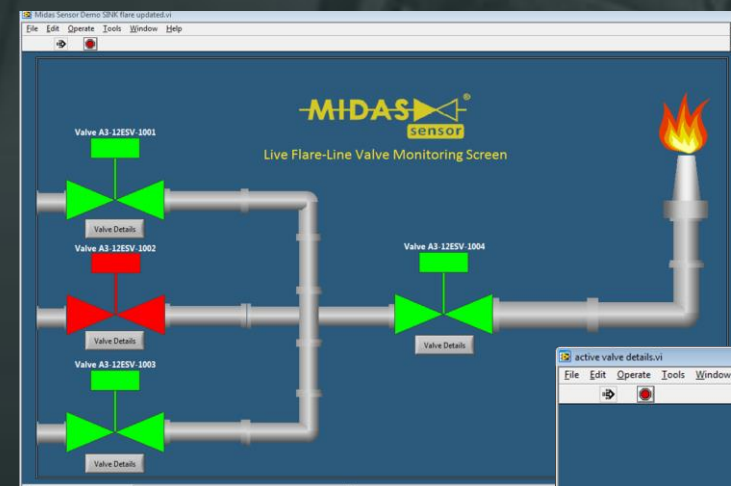 Midas Sensor Demo SINK flare updated.vi
File Edit Operate Tools Window Help
MIDAS®
sensor
Live Flare-Line Valve Monitoring Screen
Valve A3-12ESV-1001
Valve Details
Valve A3-12ESV-1002
Valve Details
Valve A3-12ESV-1003
Valve Details
Valve A3-12ESV-1004
Valve Details
active valve details.vi
File Edit Operate Tools Window